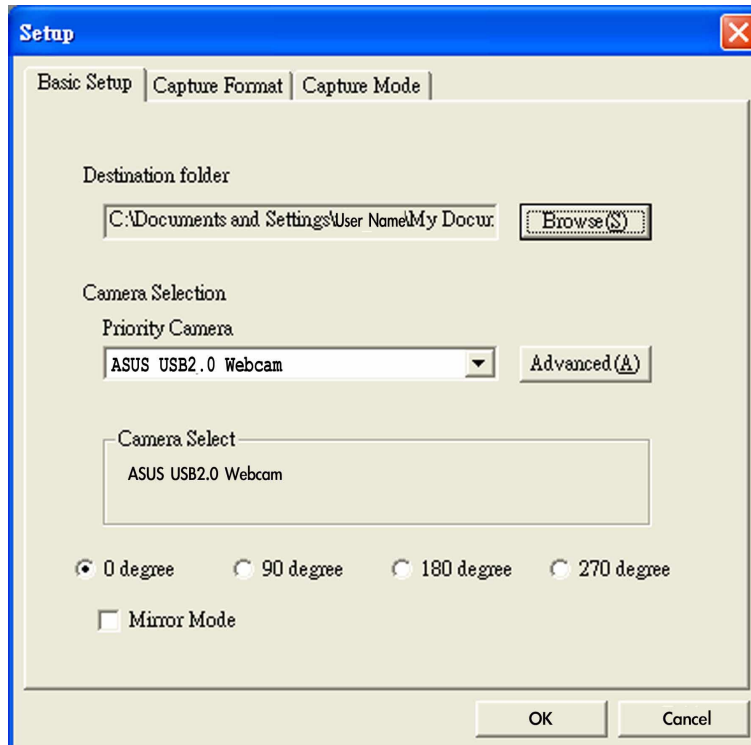 Setup
Basic Setup Capture Format Capture Mode
Destination folder
C:\Documents and Settings\User Name\My Docu
Browse(S)
Camera Selection
Priority Camera
ASUS USB2.0 Webcam
Advanced(A)
Camera Select
ASUS USB2.0 Webcam
0 degree 90 degree 180 degree 270 degree
Mirror Mode
OK Cancel